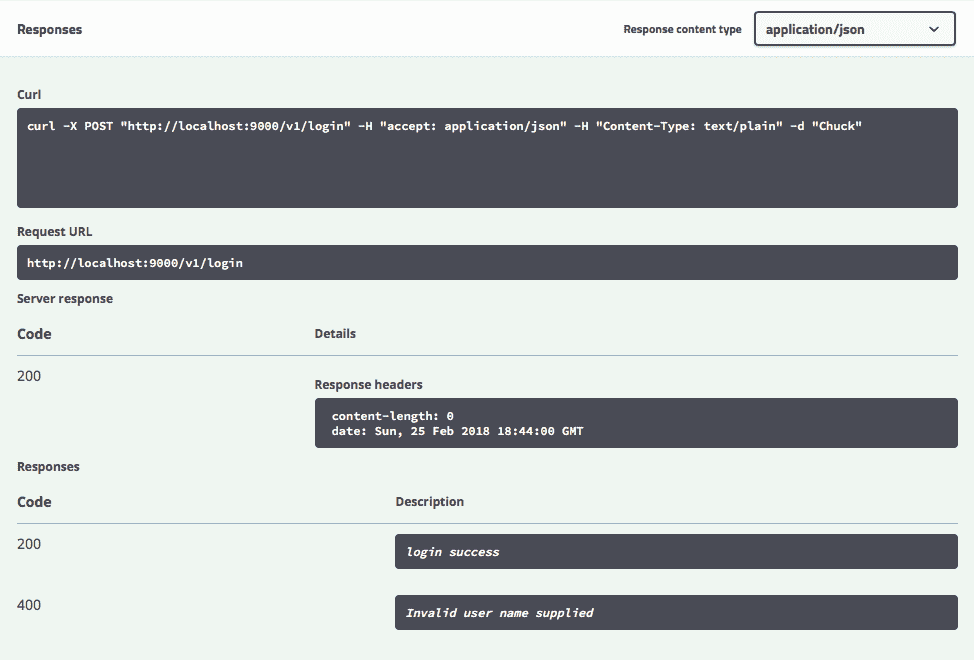 Responses
Response content type
application/json
Curl
curl -X POST "http://localhost:9000/v1/login" -H "accept: application/json" -H "Content-Type: text/plain" -d "Chuck"
Request URL
http://localhost:9000/v1/login
Server response
Code Details
200
Response headers
content-length: 0
date: Sun, 25 Feb 2018 18:44:00 GMT
Responses
Code Description
200 login success
400 Invalid user name supplied